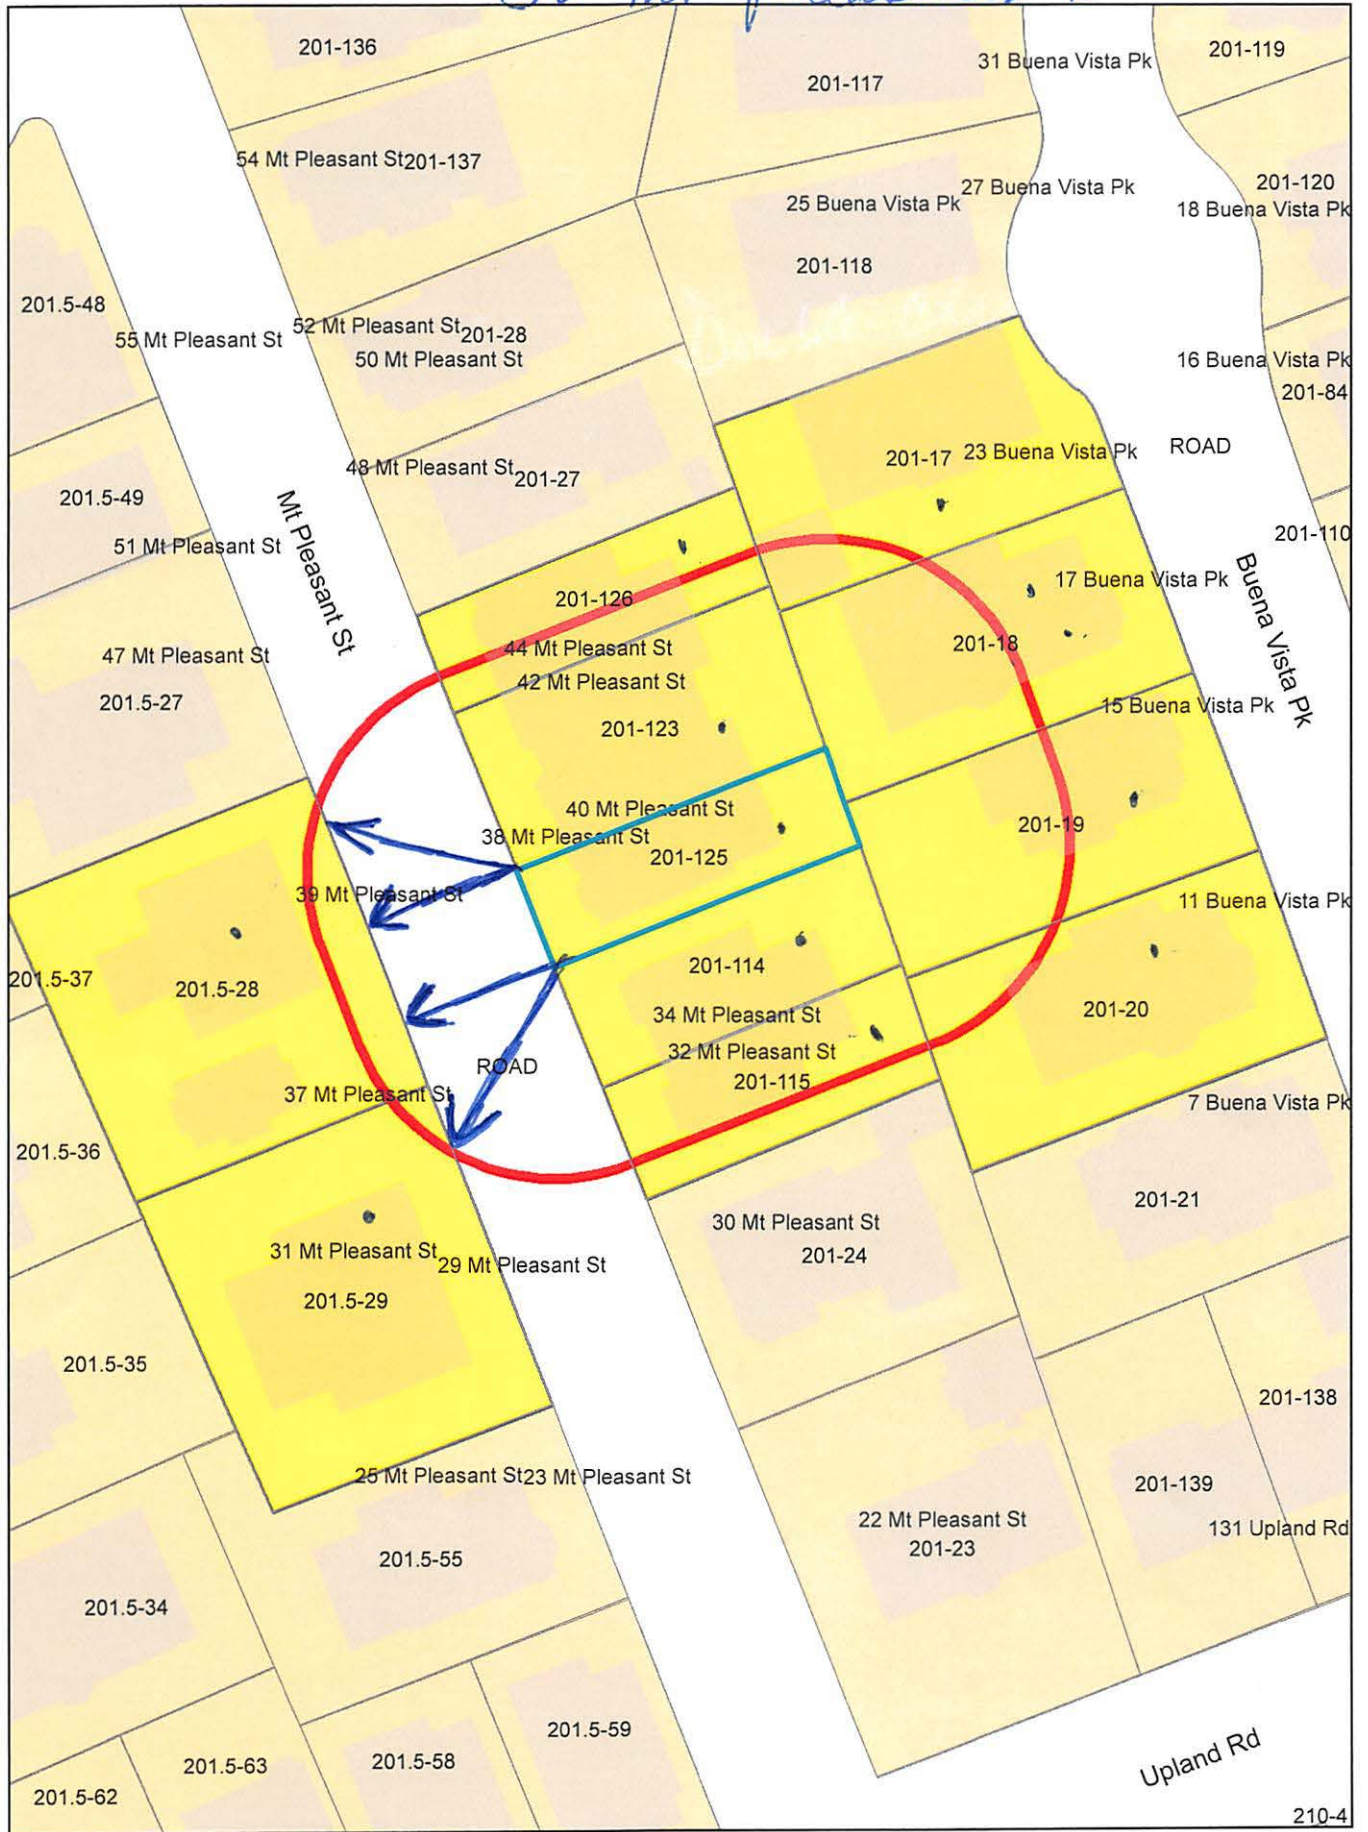 201-136
31 Buena Vista Pk
201-119
201-117
54 Mt Pleasant St 201-137
27 Buena Vista Pk
201-120
25 Buena Vista Pk
18 Buena Vista Pk
201-118
201.5-48
52 Mt Pleasant St
201-28
55 Mt Pleasant St
50 Mt Pleasant St
16 Buena Vista Pk
201-84
201-17
23 Buena Vista Pk
ROAD
48 Mt Pleasant St
201-27
201.5-49
Mt Pleasant St
51 Mt Pleasant St
201-110
17 Buena Vista Pk
Buena Vista Pk
201-126
44 Mt Pleasant St
201-18
47 Mt Pleasant St
42 Mt Pleasant St
201.5-27
15 Buena Vista Pk
201-123
40 Mt Pleasant St
201-19
38 Mt Pleasant St
201-125
39 Mt Pleasant St
11 Buena Vista Pk
201.5-37
201.5-28
201-114
34 Mt Pleasant St
201-20
32 Mt Pleasant St
ROAD
201-115
37 Mt Pleasant St
7 Buena Vista Pk
201.5-36
201-21
30 Mt Pleasant St
31 Mt Pleasant St
201-24
29 Mt Pleasant St
201.5-29
201.5-35
201-138
25 Mt Pleasant St 23 Mt Pleasant St
201-139
22 Mt Pleasant St
131 Upland Rd
201-23
201.5-55
201.5-34
201.5-59
Upland Rd
201.5-63
201.5-58
201.5-62
210-4